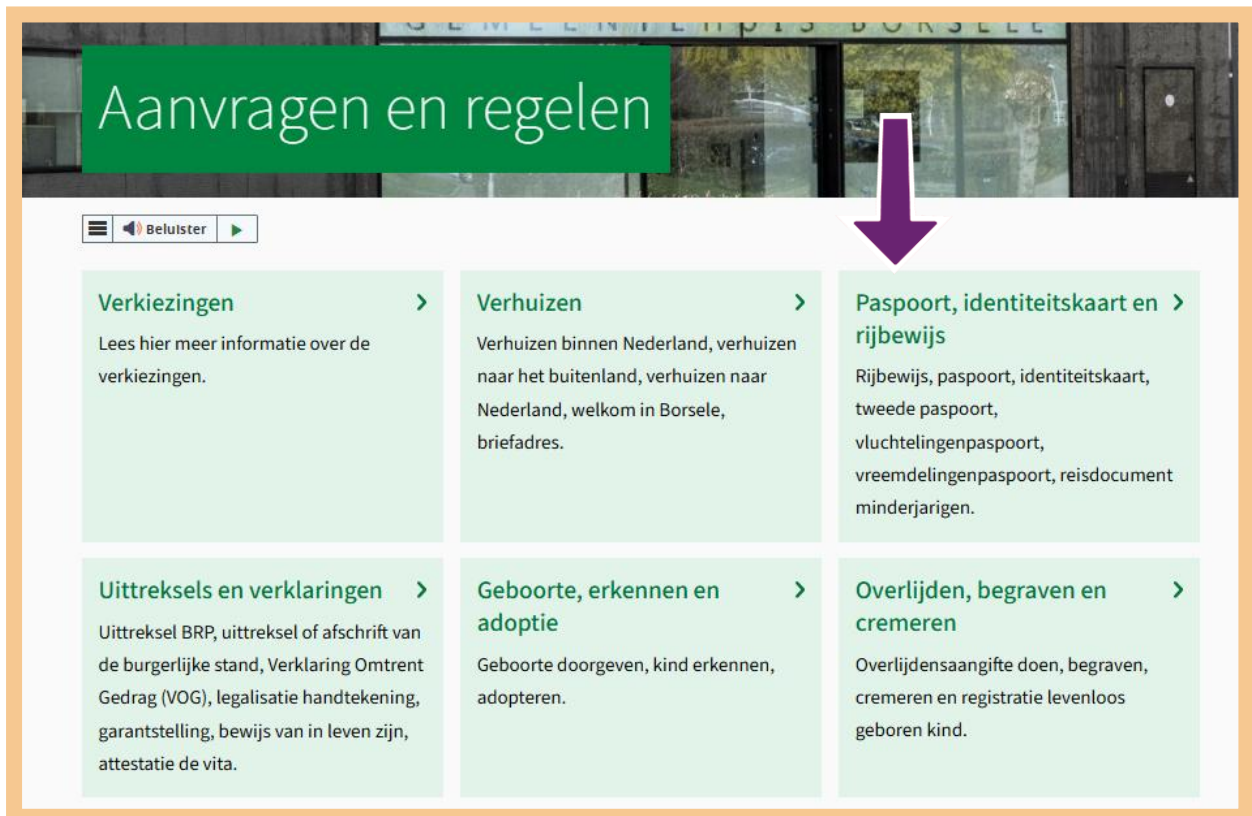 GEMEENTEHUIS BORSELE
Aanvragen en regelen
Beluister
Verkiezingen
Lees hier meer informatie over de
verkiezingen.
Verhuizen
Verhuizen binnen Nederland, verhuizen
naar het buitenland, verhuizen naar
Nederland, welkom in Borsele,
briefadres.
Paspoort, identiteitskaart en
rijbewijs
Rijbewijs, paspoort, identiteitskaart,
tweede paspoort,
vluchtelingenpaspoort,
vreemdelingenpaspoort, reisdocument
minderjarigen.
Uittreksels en verklaringen
Uittreksel BRP, uittreksel of afschrift van
de burgerlijke stand, Verklaring Omtrent
Gedrag (VOG), legalisatie handtekening,
garantstelling, bewijs van in leven zijn,
attestatie de vita.
Geboorte, erkennen en
adoptie
Geboorte doorgeven, kind erkennen,
adopteren.
Overlijden, begraven en
cremeren
Overlijdensaangifte doen, begraven,
cremeren en registratie levenloos
geboren kind.